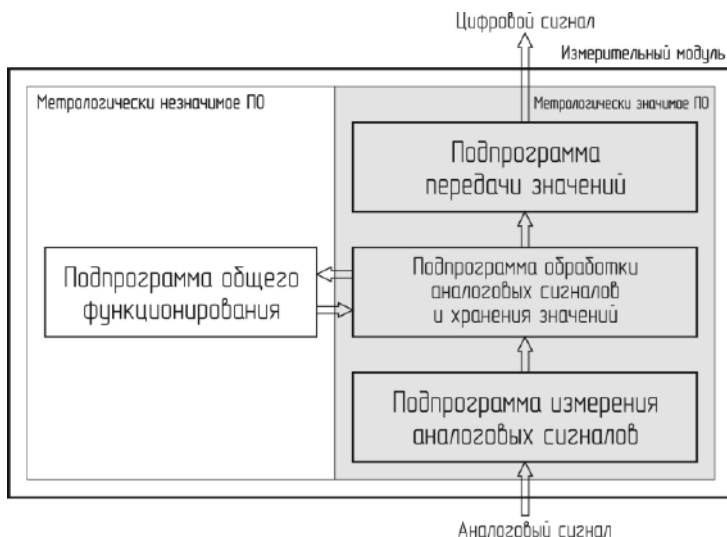 Цифровой сигнал
Измерительный модуль
Метрологически незначимое ПО
Метрологически значимое ПО
Подпрограмма
передачи значений
Подпрограмма общего
функционирования
Подпрограмма обработки
аналоговых сигналов
и хранения значений
Подпрограмма измерения
аналоговых сигналов
Аналоговый сигнал